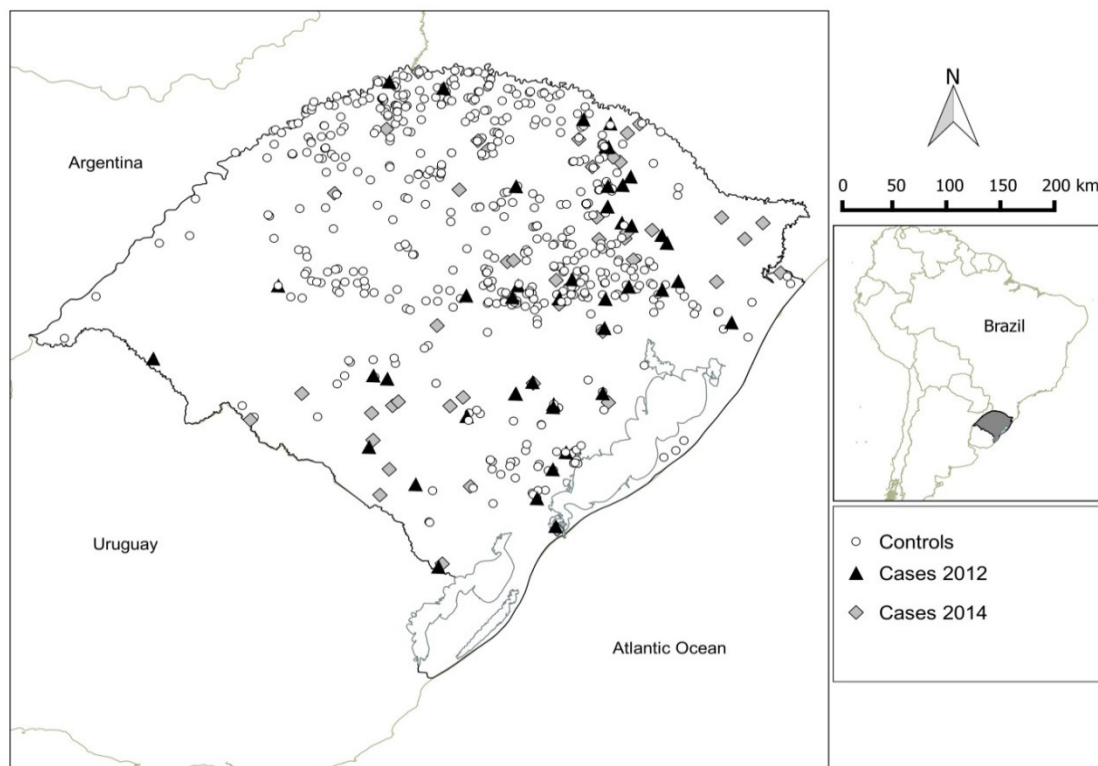 N
Argentina
0 50 100 150 200 km
Brazil
Controls
Cases 2012
Uruguay
Cases 2014
Atlantic Ocean